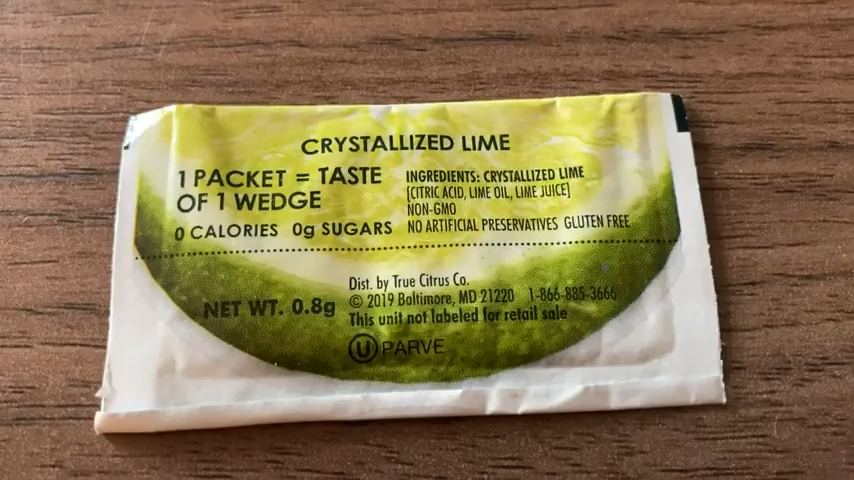 CRYSTALLIZED LIME
1 PACKET = TASTE
OF 1 WEDGE
0 CALORIES 0g SUGARS
INGREDIENTS: CRYSTALLIZED LIME
[CITRIC ACID, LIME OIL, LIME JUICE]
NON-GMO
NO ARTIFICIAL PRESERVATIVES GLUTEN FREE
NET WT. 0.8g
Dist. by True Citrus Co.
© 2019 Baltimore, MD 21220 1-866-885-3666
This unit not labeled for retail sale
U PARVE